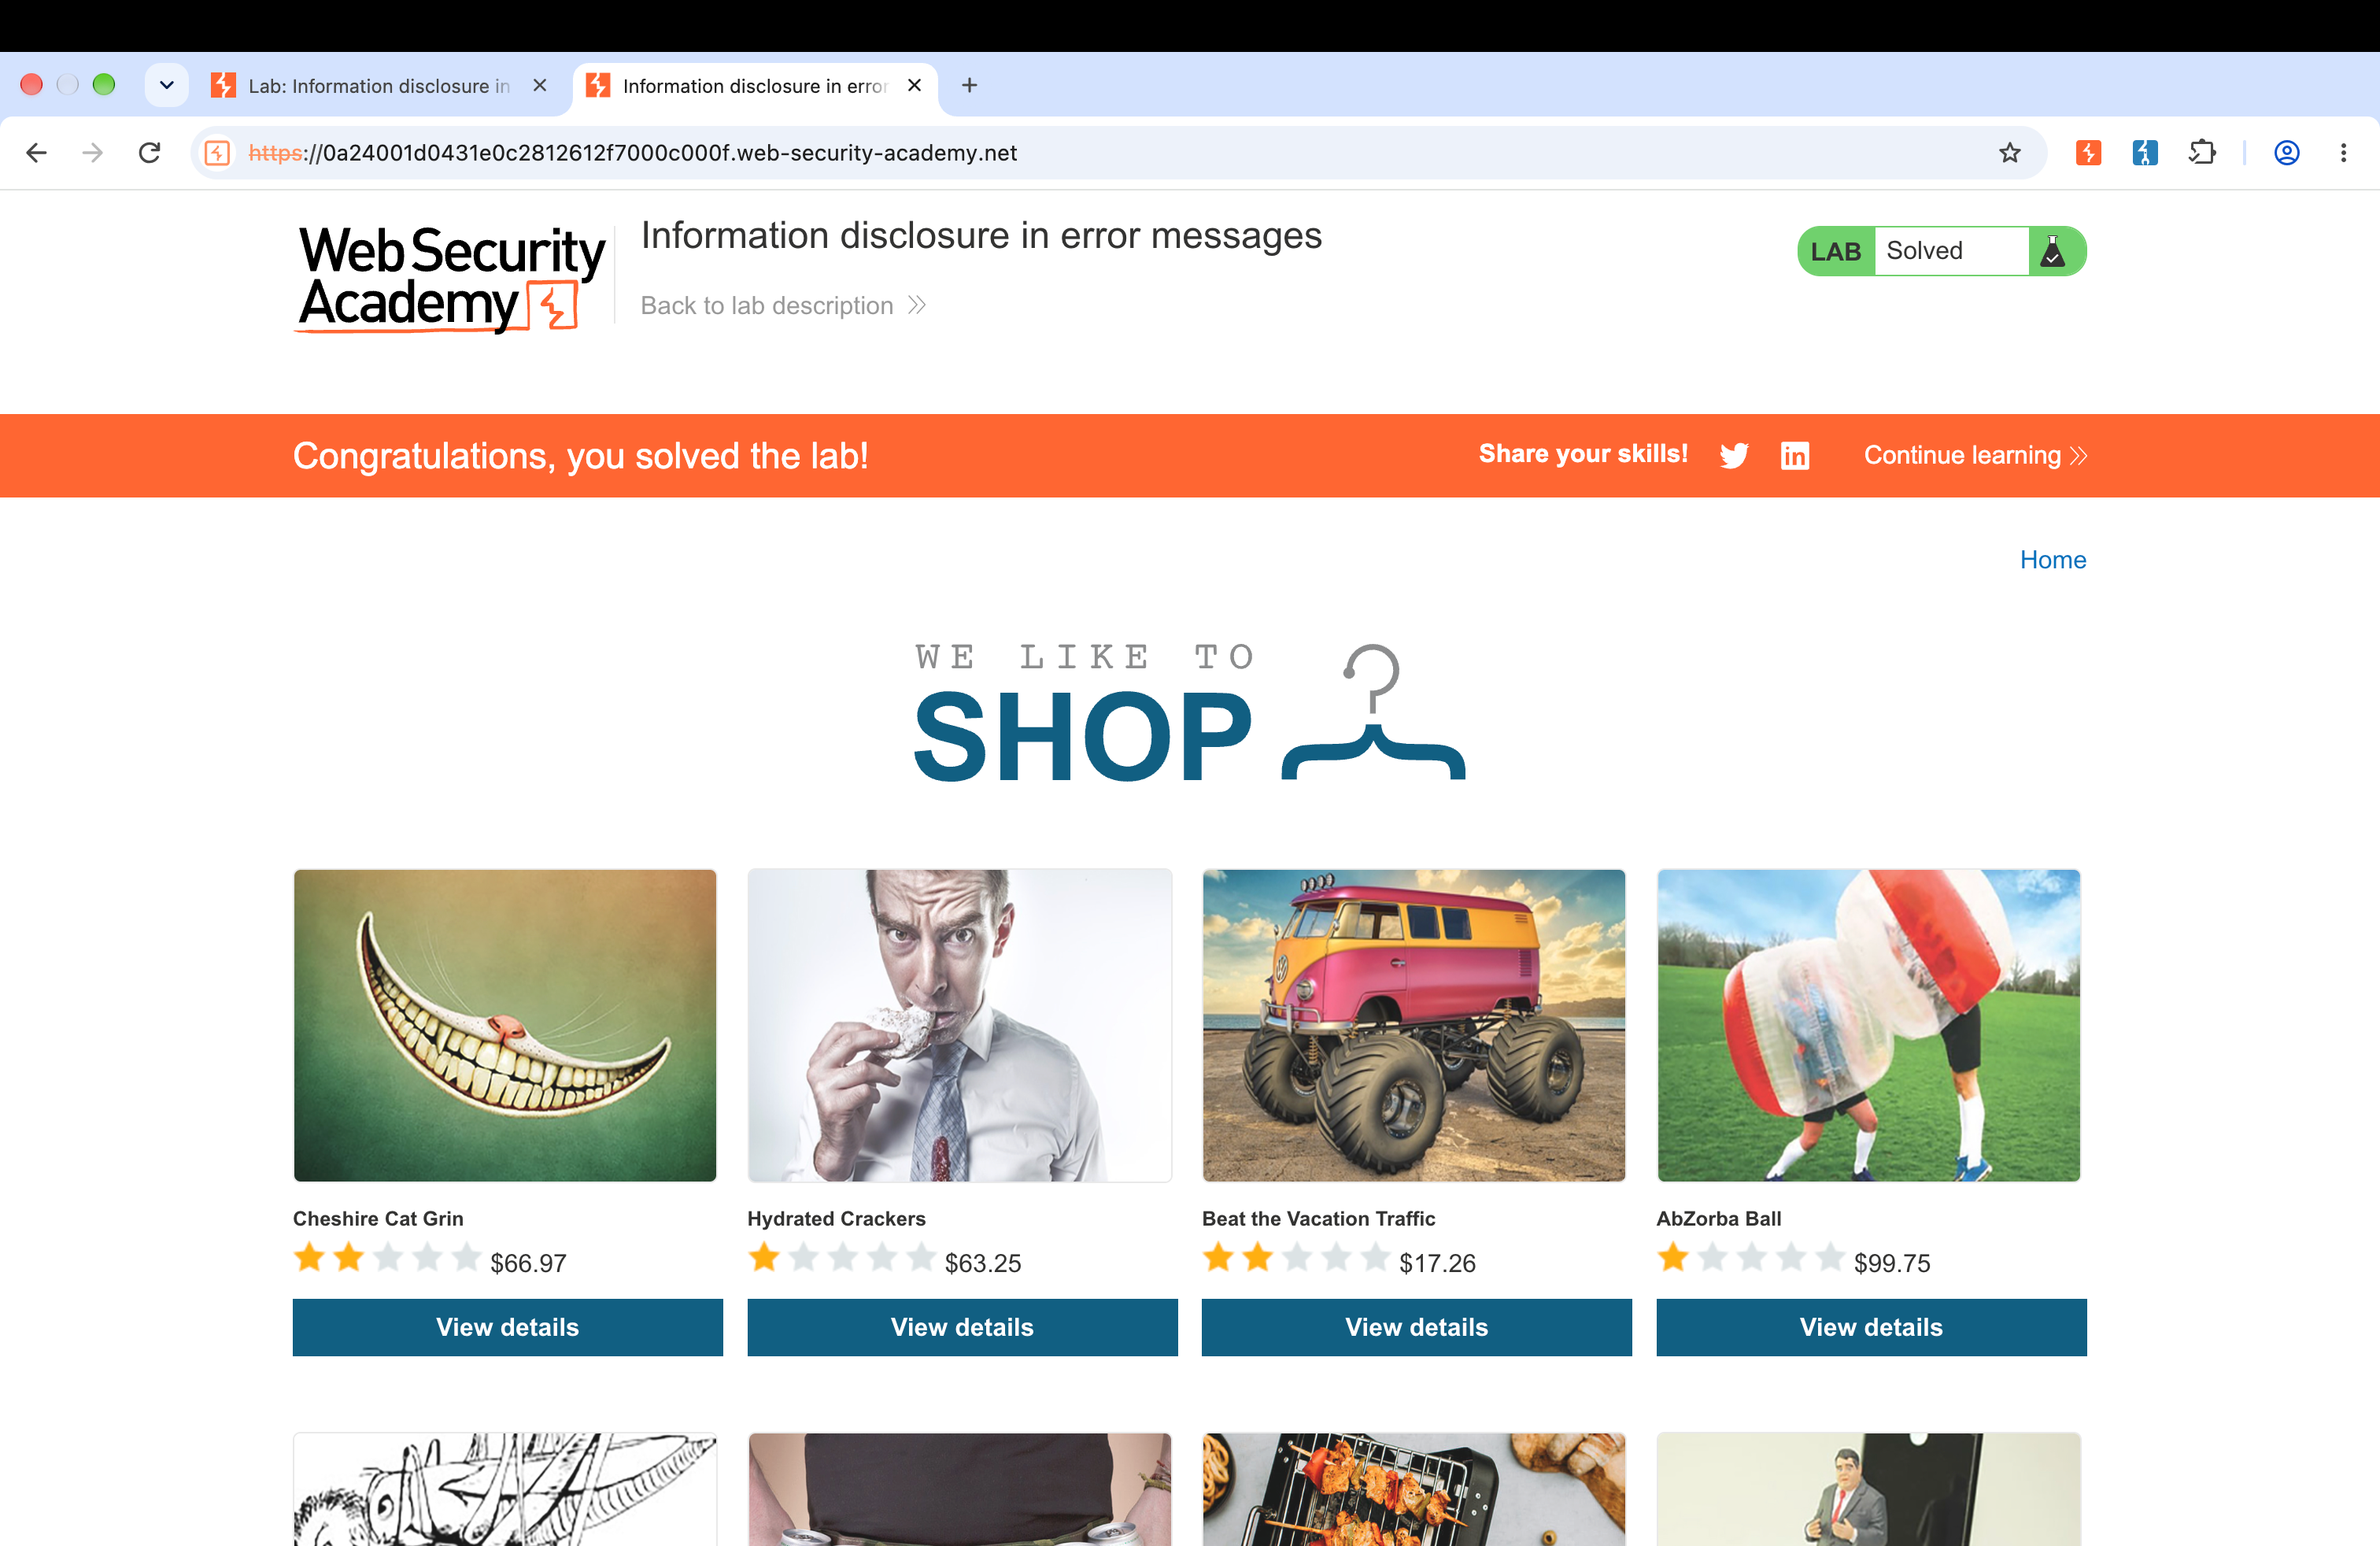 Lab: Information disclosure in
Information disclosure in error
https://0a24001d0431e0c2812612f7000c000f.web-security-academy.net
Web Security
Academy
Information disclosure in error messages
Back to lab description
LAB Solved
Congratulations, you solved the lab!
Share your skills!
in
Continue learning
Home
WE LIKE TO
SHOP
Cheshire Cat Grin
$66.97
View details
Hydrated Crackers
$63.25
View details
Beat the Vacation Traffic
$17.26
View details
AbZorba Ball
$99.75
View details